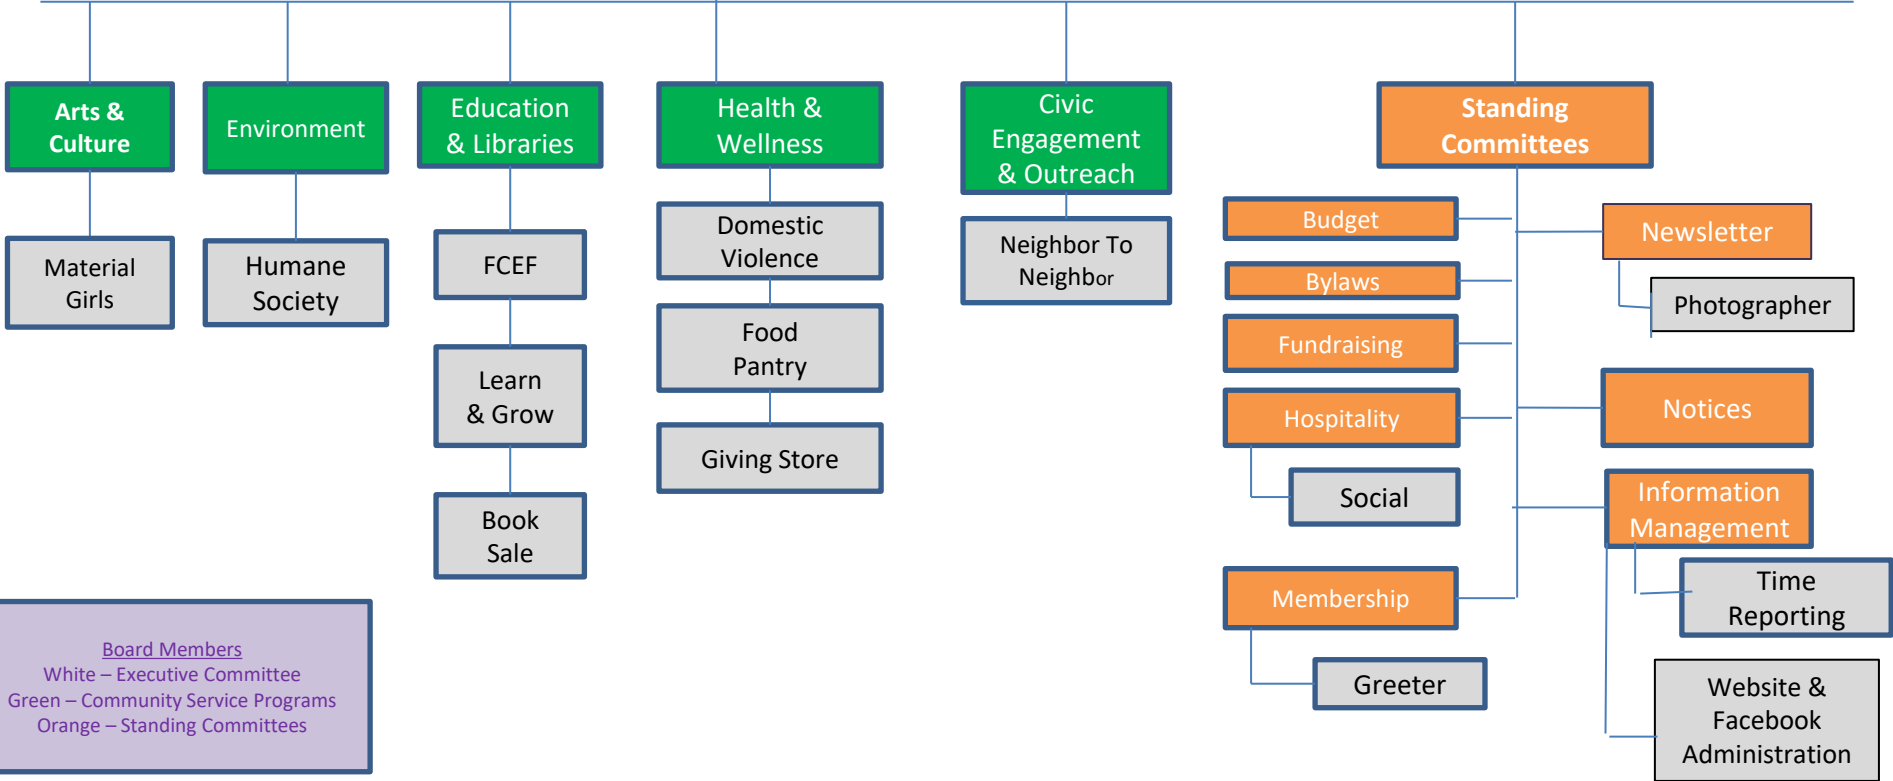 Arts &
Culture
Environment
Education
& Libraries
Health &
Wellness
Civic
Engagement
& Outreach
Standing
Committees
Material
Girls
Humane
Society
FCEF
Learn
& Grow
Book
Sale
Domestic
Violence
Food
Pantry
Giving Store
Neighbor To
Neighbor
Budget
Bylaws
Fundraising
Hospitality
Social
Membership
Greeter
Newsletter
Photographer
Notices
Information
Management
Time
Reporting
Website &
Facebook
Administration
Board Members
White – Executive Committee
Green – Community Service Programs
Orange – Standing Committees